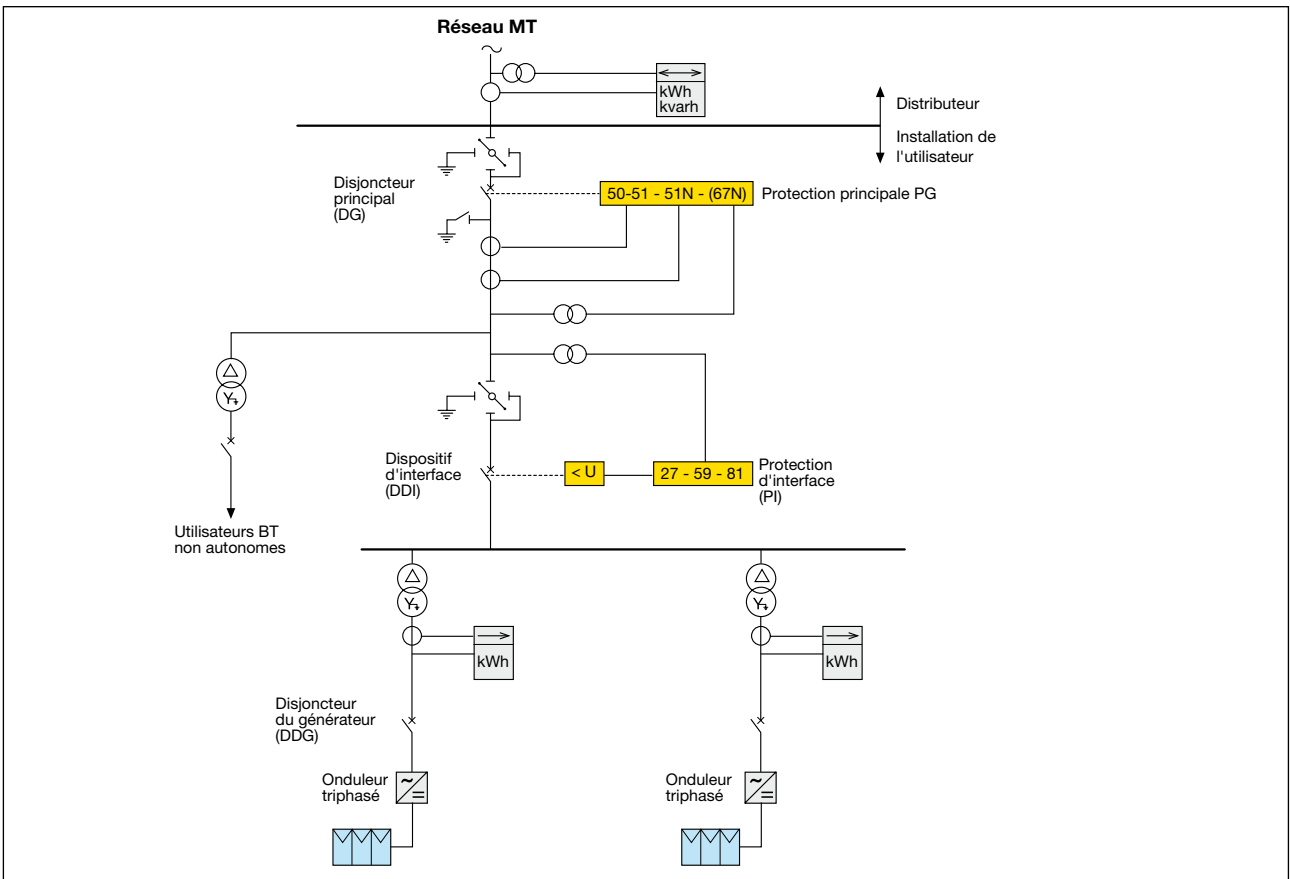 Réseau MT
kWh
kvarh
Distributeur
Installation de
l'utilisateur
Disjoncteur
principal
(DG)
50-51 - 51N - (67N)
Protection principale PG
Δ
Y
Dispositif
d'interface
(DDI)
< U
27 - 59 - 81
Protection
d'interface
(PI)
Utilisateurs BT
non autonomes
Δ
Y
Δ
Y
kWh
kWh
Disjoncteur
du générateur
(DDG)
Onduleur
triphasé
Onduleur
triphasé